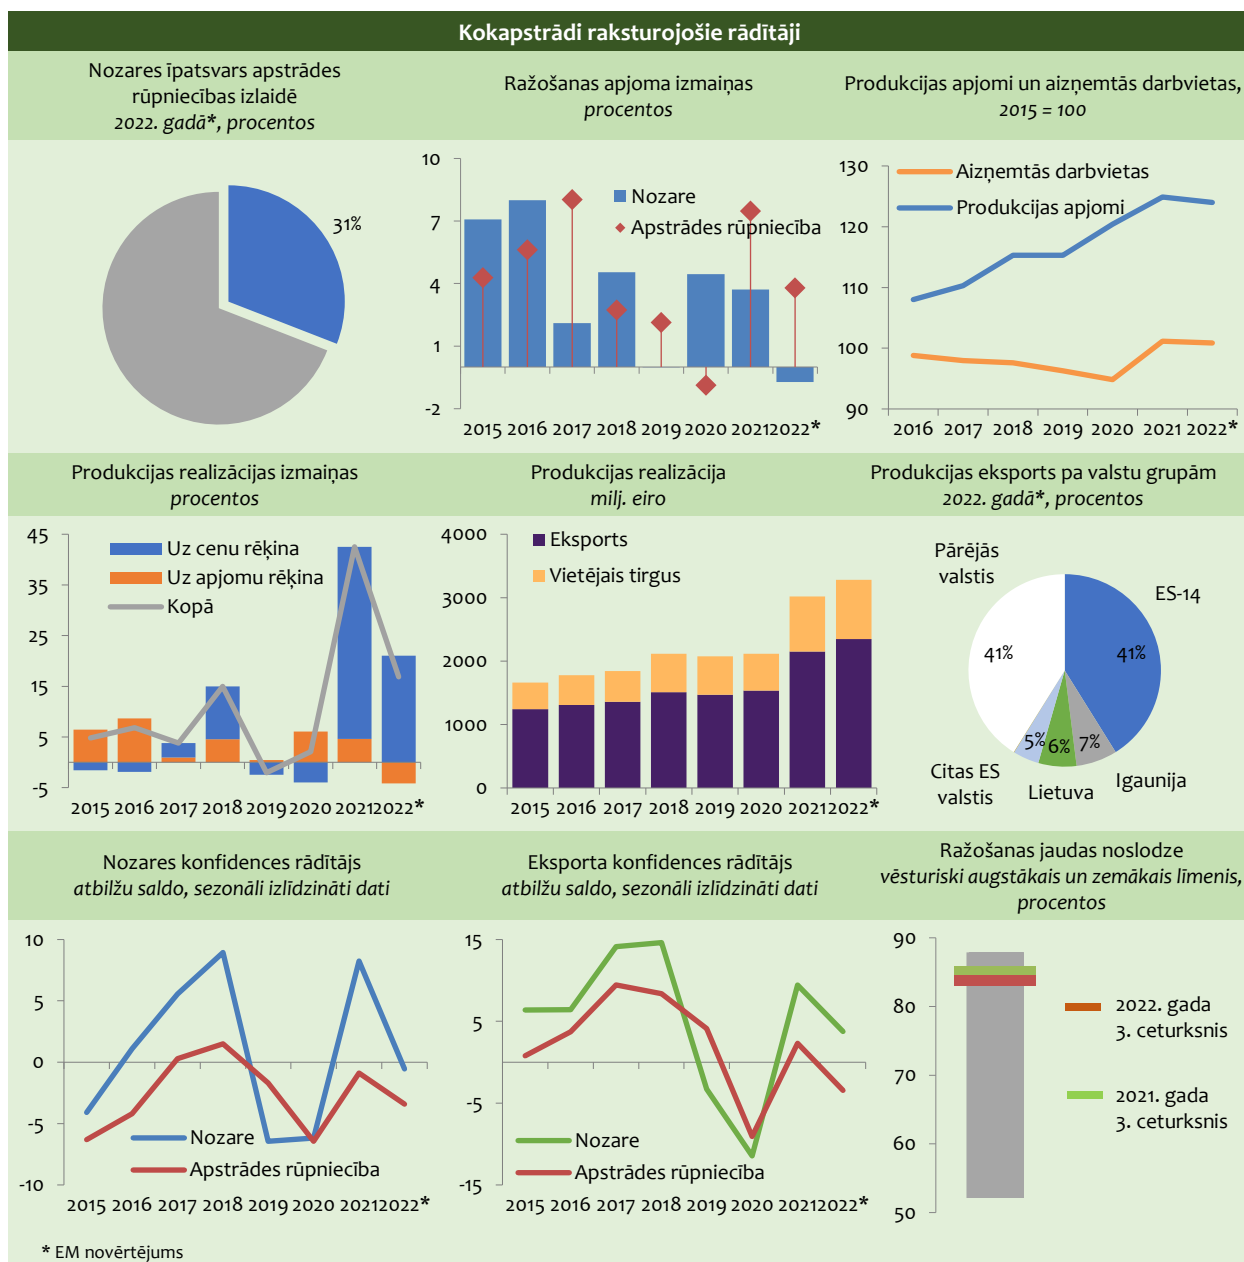 Kokapstrādi raksturojošie rādītāji
Nozares īpatsvars apstrādes
rūpniecības izlaidē
2022. gadā*, procentos
31%
Ražošanas apjoma izmaiņas
procentos
10
7
4
1
-2
Nozare
Apstrādes rūpniecība
2015 2016 2017 2018 2019 2020 2021 2022*
Produkcijas apjomi un aizņemtās darbvietas,
2015 = 100
130
120
110
100
90
Aizņemtās darbvietas
Produkcijas apjomi
2016 2017 2018 2019 2020 2021 2022*
Produkcijas realizācijas izmaiņas
procentos
45
35
25
15
5
-5
Uz cenu rēķina
Uz apjomu rēķina
Kopā
2015 2016 2017 2018 2019 2020 2021 2022*
Produkcijas realizācija
milj. eiro
4000
3000
2000
1000
0
Eksports
Vietējais tirgus
2015 2016 2017 2018 2019 2020 2021 2022*
Produkcijas eksports pa valstu grupām
2022. gadā*, procentos
Pārējās
valstis
ES-14
41%
41%
5%
6%
7%
Citas ES
valstis
Lietuva
Igaunija
Nozares konfidences rādītājs
atbilžu saldo, sezonāli izlīdzināti dati
10
5
0
-5
-10
Nozare
Apstrādes rūpniecība
2015 2016 2017 2018 2019 2020 2021 2022*
Eksporta konfidences rādītājs
atbilžu saldo, sezonāli izlīdzināti dati
15
5
-5
-15
Nozare
Apstrādes rūpniecība
2015 2016 2017 2018 2019 2020 2021 2022*
Ražošanas jaudas noslodze
vēsturiski augstākais un zemākais līmenis,
procentos
90
80
70
60
50
2022. gada
3. ceturksnis
2021. gada
3. ceturksnis
* EM novērtējums